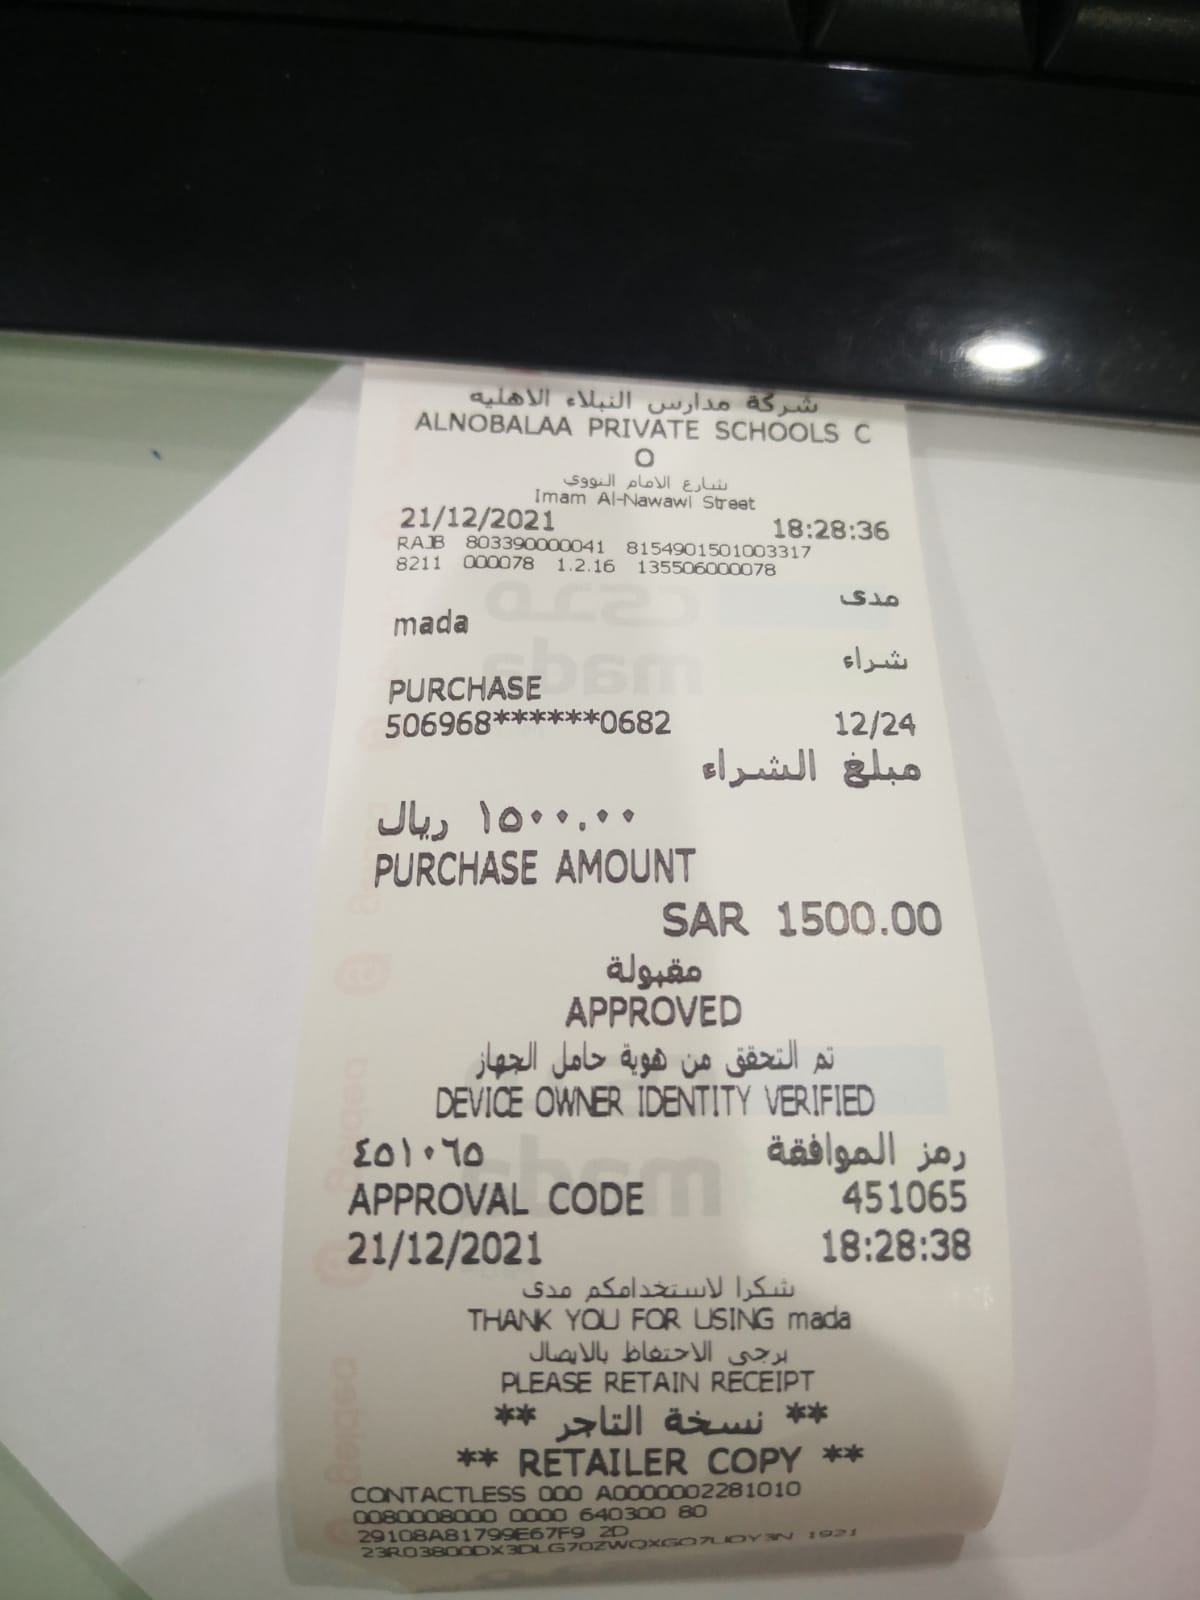 شركة مدارس النبلاء الاهليه
ALNOBALAA PRIVATE SCHOOLS C
O
شارع الامام النووي
Imam Al-Nawawi Street
21/12/2021 18:28:36
RAJB 803390000041 8154901501003317
8211 000078 1.2.16 135506000078
مدى
mada
شراء
PURCHASE
506968******0682 12/24
مبلغ الشراء
١٥٠٠.٠٠ ريال
PURCHASE AMOUNT
SAR 1500.00
مقبولة
APPROVED
تم التحقق من هوية حامل الجهاز
DEVICE OWNER IDENTITY VERIFIED
رمز الموافقة ٤٥١٠٦٥
APPROVAL CODE 451065
21/12/2021 18:28:38
شكرا لاستخدامكم مدى
THANK YOU FOR USING mada
يرجى الاحتفاظ بالايصال
PLEASE RETAIN RECEIPT
** نسخة التاجر **
** RETAILER COPY **
CONTACTLESS 000 A0000002281010
0080008000 0000 640300 80
29108A81799E67F9 2D
1921